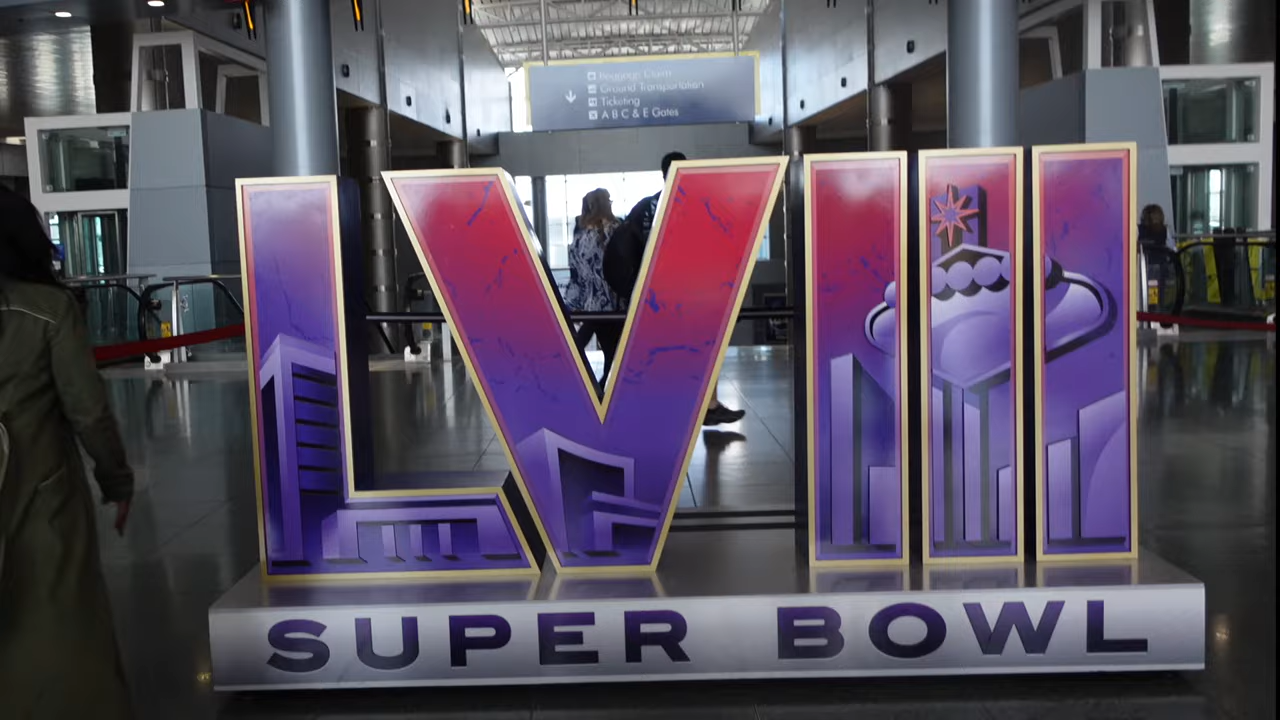 Baggage Claim
Ground Transportation
Ticketing
A B C & E Gates
LVIII
SUPER BOWL